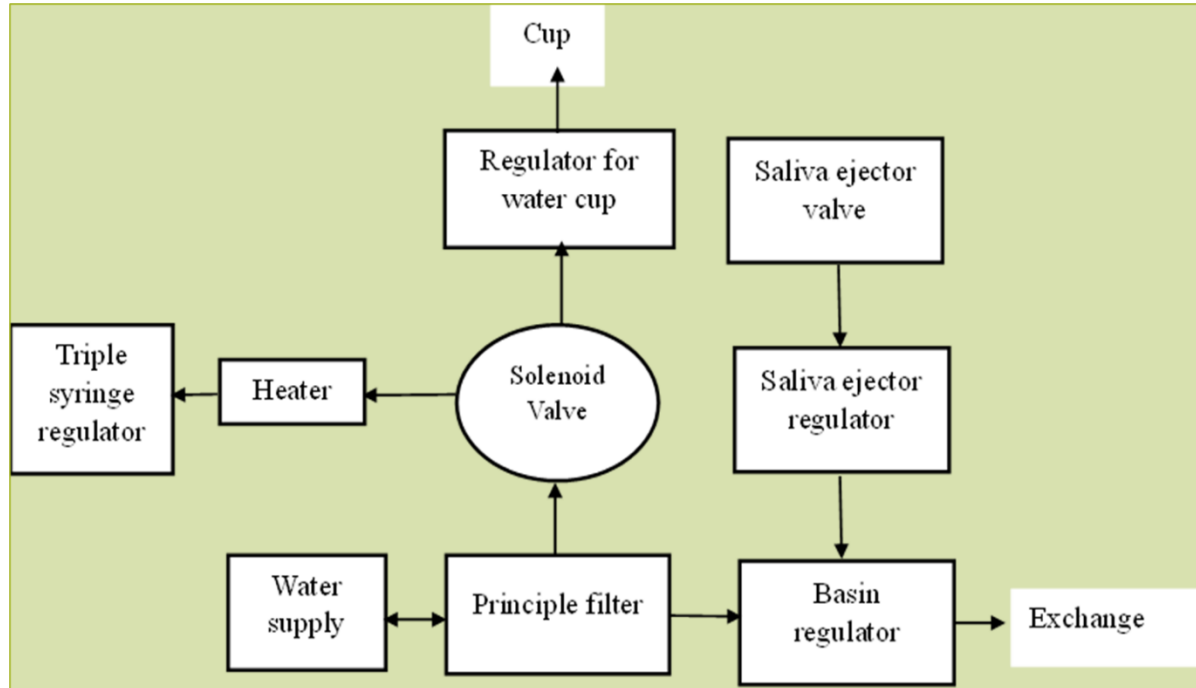 Cup
Regulator for
water cup
Saliva ejector
valve
Triple
syringe
regulator
Heater
Solenoid
Valve
Saliva ejector
regulator
Water
supply
Principle filter
Basin
regulator
Exchange